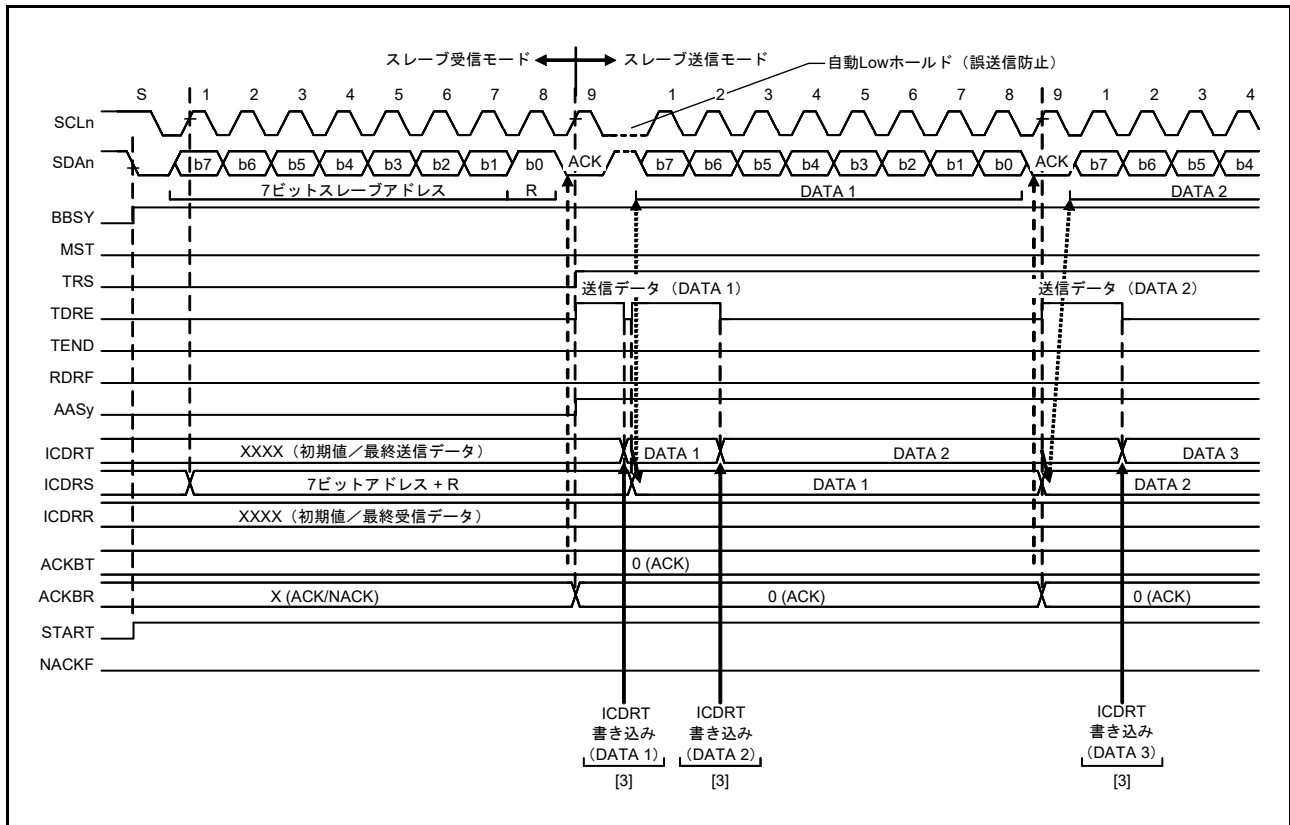 スレーブ受信モード スレーブ送信モード
自動Lowホールド（誤送信防止）
S 1 2 3 4 5 6 7 8 9 1 2 3 4 5 6 7 8 9 1 2 3 4
SCLn
SDAn b7 b6 b5 b4 b3 b2 b1 b0 ACK b7 b6 b5 b4 b3 b2 b1 b0 ACK b7 b6 b5 b4
7ビットスレーブアドレス R DATA 1 DATA 2
BBSY
MST
TRS
送信データ（DATA 1） 送信データ（DATA 2）
TDRE
TEND
RDRF
AASy
ICDRT XXXX（初期値／最終送信データ） DATA 1 DATA 2 DATA 3
ICDRS 7ビットアドレス + R DATA 1 DATA 2
ICDRR XXXX（初期値／最終受信データ）
ACKBT 0 (ACK)
ACKBR X (ACK/NACK) 0 (ACK) 0 (ACK)
START
NACKF
ICDRT
書き込み
（DATA 1）
[3]
ICDRT
書き込み
（DATA 2）
[3]
ICDRT
書き込み
（DATA 3）
[3]